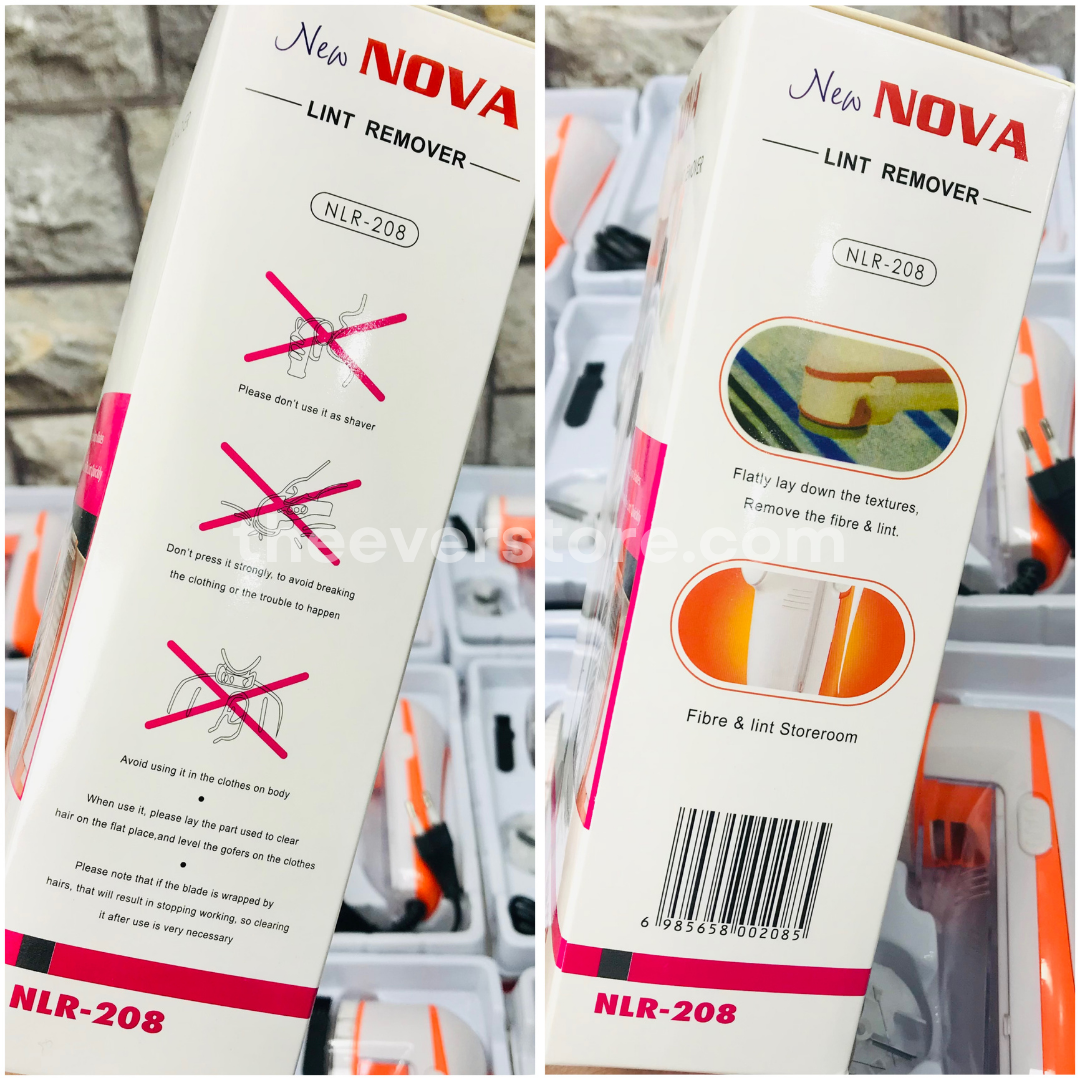 New NOVA
LINT REMOVER
NLR-208
Please don't use it as shaver
Don't press it strongly, to avoid breaking
the clothing or the trouble to happen
Avoid using it in the clothes on body
When use it, please lay the part used to clear
hair on the flat place,and level the gofers on the clothes
Please note that if the blade is wrapped by
hairs, that will result in stopping working, so clearing
it after use is very necessary
NLR-208
New NOVA
LINT REMOVER
NLR-208
Flatly lay down the textures,
Remove the fibre & lint.
Fibre & lint Storeroom
6 985658 002085
NLR-208
theeverstore.com